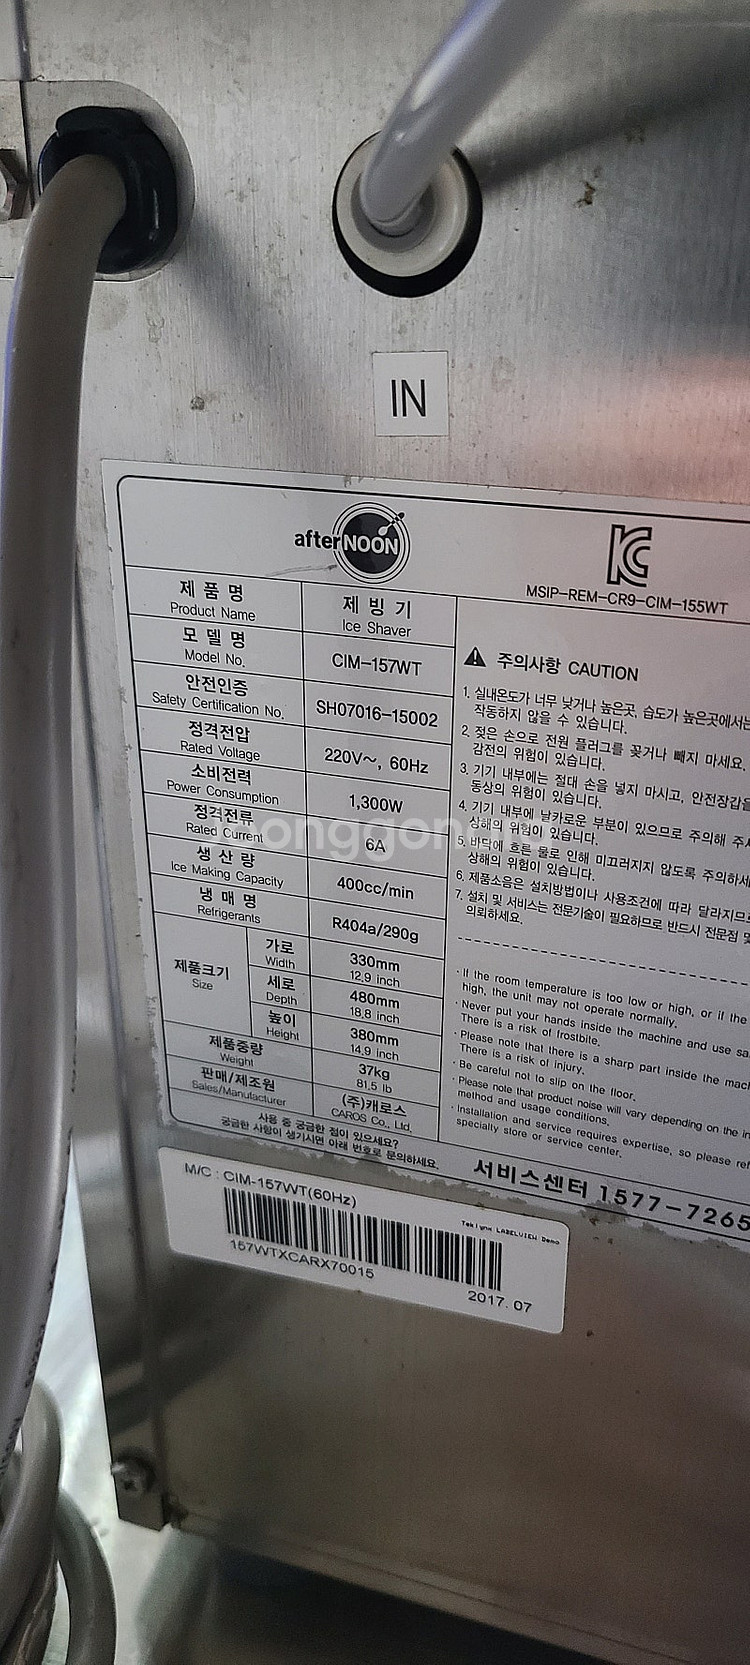 IN
afterNOON
MSIP-REM-CR9-CIM-155WT
제 품 명 제 빙 기
Product Name Ice Shaver
모 델 명 CIM-157WT
Model No.
안전인증 SH07016-15002
Safety Certification No.
정격전압 220V~, 60Hz
Rated Voltage
소비전력 1,300W
Power Consumption
정격전류 6A
Rated Current
생 산 량 400cc/min
Ice Making Capacity
냉 매 명 R404a/290g
Refrigerants
제품크기
Size
가로 330mm
Width 12.9 inch
세로 480mm
Depth 18.8 inch
높이 380mm
Height 14.9 inch
제품중량 37kg
Weight 81.5 lb
판매/제조원 (주)캐로스
Sales/Manufacturer CAROS Co., Ltd.
주의사항 CAUTION
1. 실내온도가 너무 낮거나 높은곳, 습도가 높은곳에서는
작동하지 않을 수 있습니다.
2. 젖은 손으로 전원 플러그를 꽂거나 빼지 마세요.
감전의 위험이 있습니다.
3. 기기 내부에는 절대 손을 넣지 마시고, 안전장갑을
동상의 위험이 있습니다.
4. 기기 내부에 날카로운 부분이 있으므로 주의해
상해의 위험이 있습니다.
5. 바닥에 흐른 물로 인해 미끄러지지 않도록 주의하세
상해의 위험이 있습니다.
6. 제품소음은 설치방법이나 사용조건에 따라 달라지므로
7. 설치 및 서비스는 전문기술이 필요하므로 반드시 전문점 및
의뢰하세요.
· If the room temperature is too low or high, or if the
high, the unit may not operate normally.
· Never put your hands inside the machine and use
There is a risk of frostbite.
· Please note that there is a sharp part inside the
There is a risk of injury.
· Be careful not to slip on the floor.
· Please note that product noise will vary depending on the
method and usage conditions.
· Installation and service requires expertise, so please
specialty store or service center.
사용 중 궁금한 점이 있으세요?
궁금한 사항이 생기시면 아래 번호로 문의하세요.
서비스센터 1577-7265
M/C : CIM-157WT(60Hz)
Teklynx LABELVIEW Demo
157WTXCARX70015
2017. 07